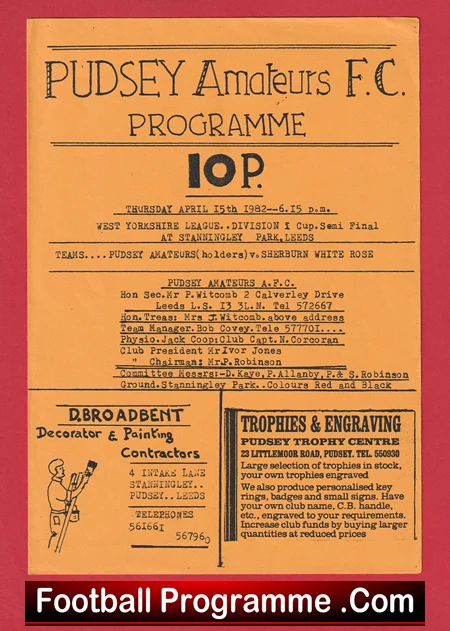 PUDSEY Amateurs F.C.
PROGRAMME
10P.
THURSDAY APRIL 15th 1982--6.15 p.m.
WEST YORKSHIRE LEAGUE..DIVISION 1 Cup.Semi Final
AT STANNINGLEY PARK,LEEDS
TEAMS....PUDSEY AMATEURS(holders)v.SHERBURN WHITE ROSE
PUDSEY AMATEURS A.F.C.
Hon Sec.Mr P.Witcomb 2 Calverley Drive
Leeds L.S. I3 3L.N. Tel 572667
Hon.Treas: Mrs J.Witcomb.above address
Team Manager.Bob Covey.Tele 57770I....
Physio.Jack Coop:Club Capt.N.Corcoran
Club President Mr Ivor Jones
" Chairman: Mr.P.Robinson
Committee Messrs:-D.Kaye,P.Allanby,P.& S.Robinson
Ground.Stanningley Park..Colours Red and Black
D.BROADBENT
Decorator & Painting
Contractors
4 INTAKE LANE
STANNINGLEY..
PUDSEY..LEEDS
TELEPHONES
56I66I
567960
TROPHIES & ENGRAVING
PUDSEY TROPHY CENTRE
23 LITTLEMOOR ROAD, PUDSEY. TEL. 550930
Large selection of trophies in stock,
your own trophies engraved
We also produce personalised key
rings, badges and small signs. Have
your own club name, C.B. handle,
etc., engraved to your requirements.
Increase club funds by buying larger
quantities at reduced prices
Football Programme .Com